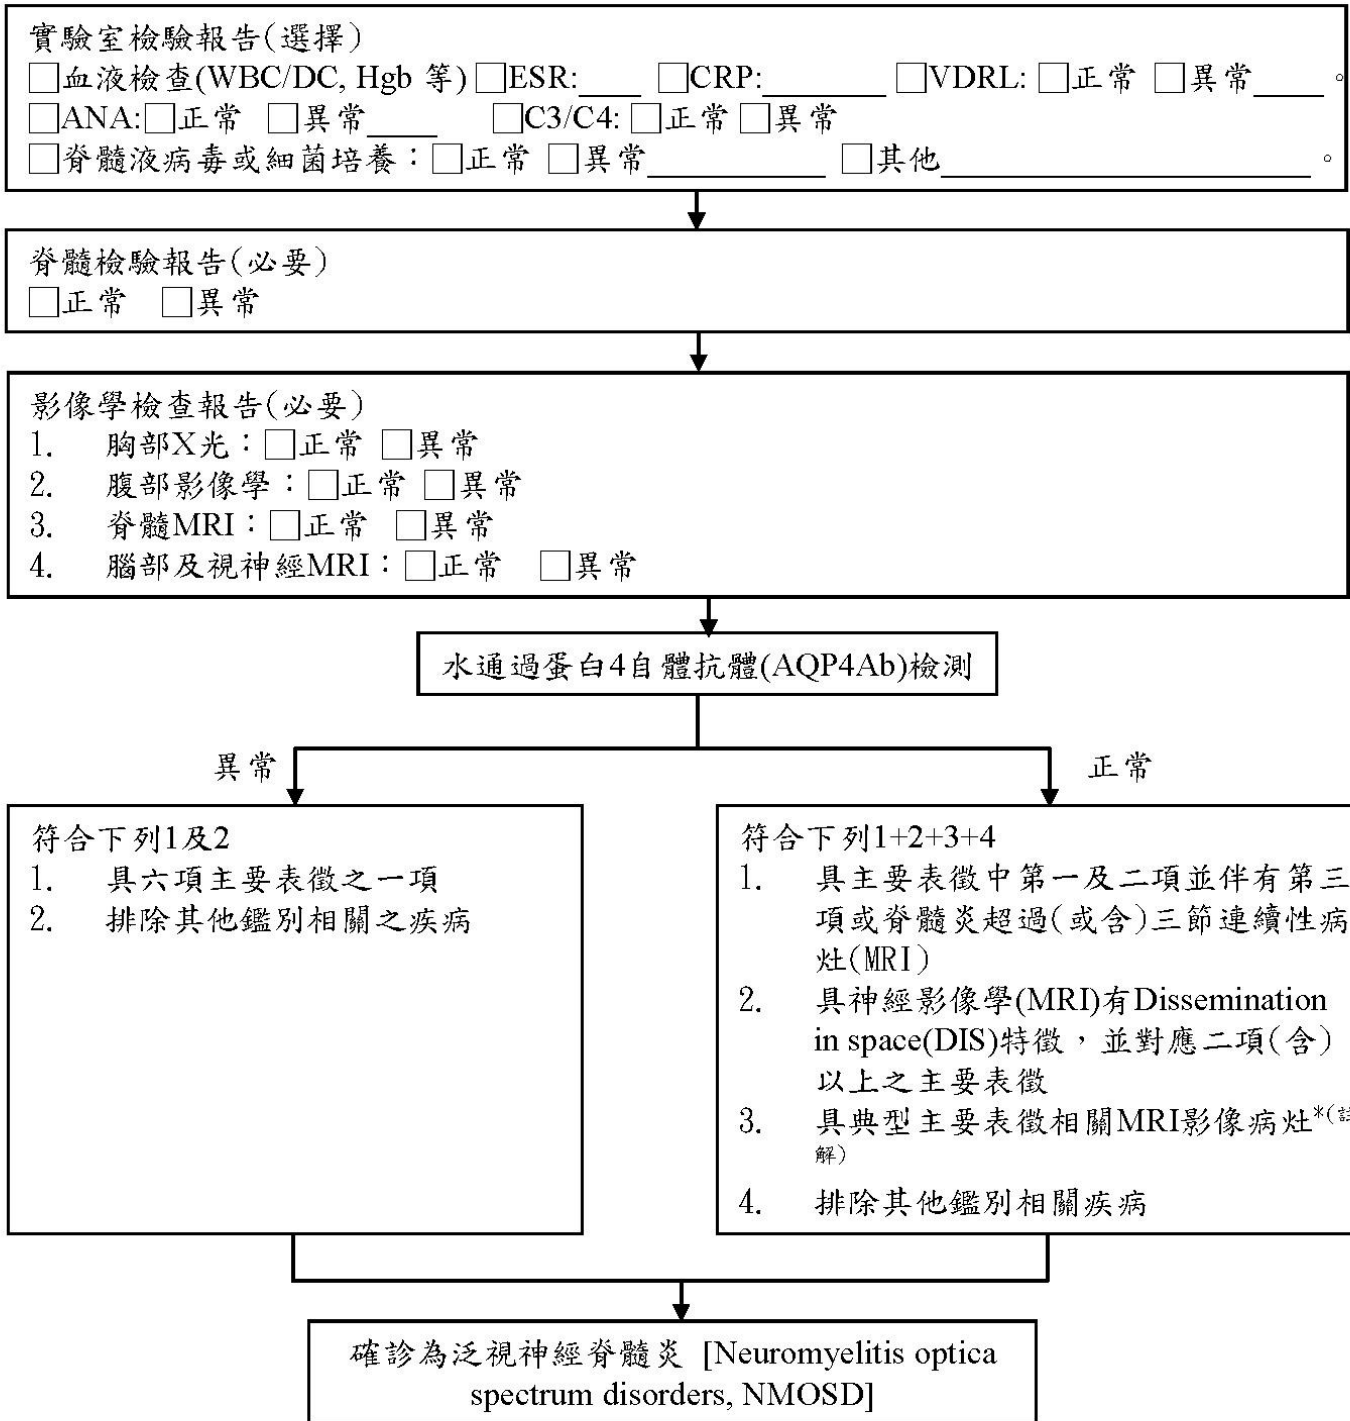 實驗室檢驗報告(選擇)
□血液檢查(WBC/DC, Hgb 等) □ESR:____ □CRP:________ □VDRL: □正常 □異常____。
□ANA:□正常 □異常____ □C3/C4: □正常 □異常
□脊髓液病毒或細菌培養：□正常 □異常____________ □其他________________________。
脊髓檢驗報告(必要)
□正常 □異常
影像學檢查報告(必要)
1. 胸部X光：□正常 □異常
2. 腹部影像學：□正常 □異常
3. 脊髓MRI：□正常 □異常
4. 腦部及視神經MRI：□正常 □異常
水通過蛋白4自體抗體(AQP4Ab)檢測
異常
正常
符合下列1及2
1. 具六項主要表徵之一項
2. 排除其他鑑別相關之疾病
符合下列1+2+3+4
1. 具主要表徵中第一及二項並伴有第三
項或脊髓炎超過(或含)三節連續性病
灶(MRI)
2. 具神經影像學(MRI)有Dissemination
in space(DIS)特徵，並對應二項(含)
以上之主要表徵
3. 具典型主要表徵相關MRI影像病灶*(註
解)
4. 排除其他鑑別相關疾病
確診為泛視神經脊髓炎 [Neuromyelitis optica
spectrum disorders, NMOSD]